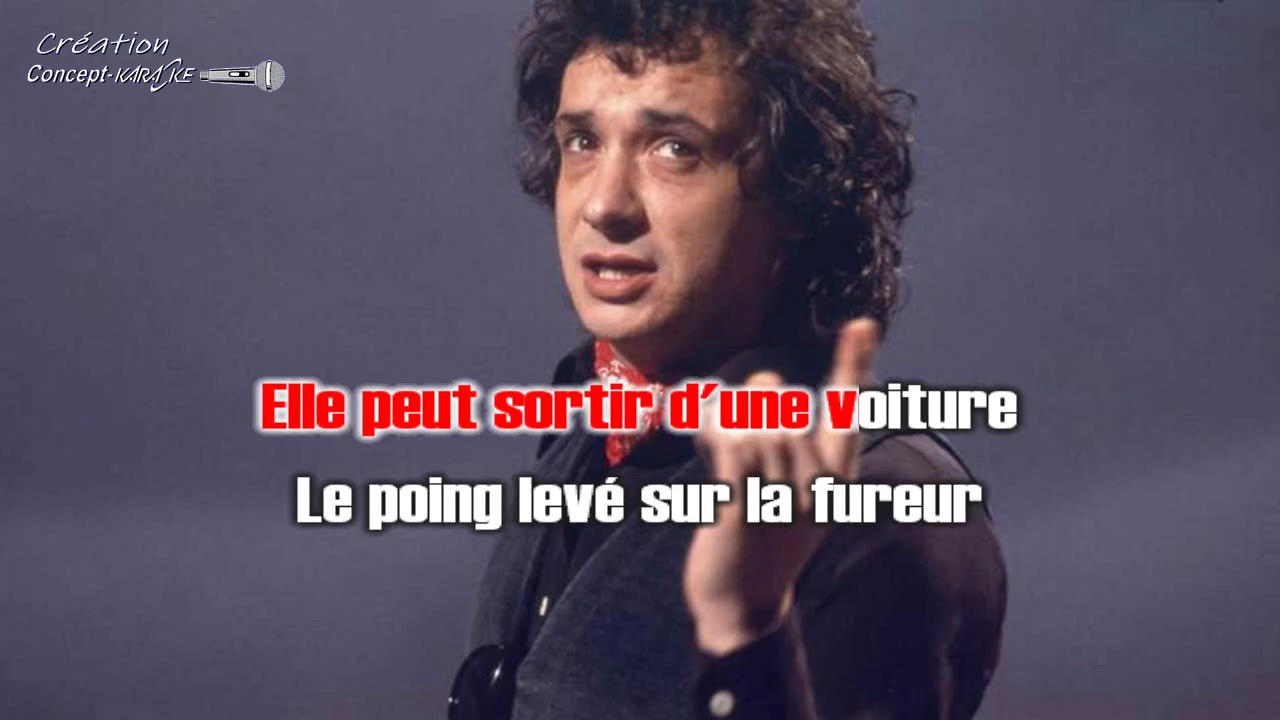 Création
Concept-KARAOKE
Elle peut sortir d'une voiture
Le poing levé sur la fureur